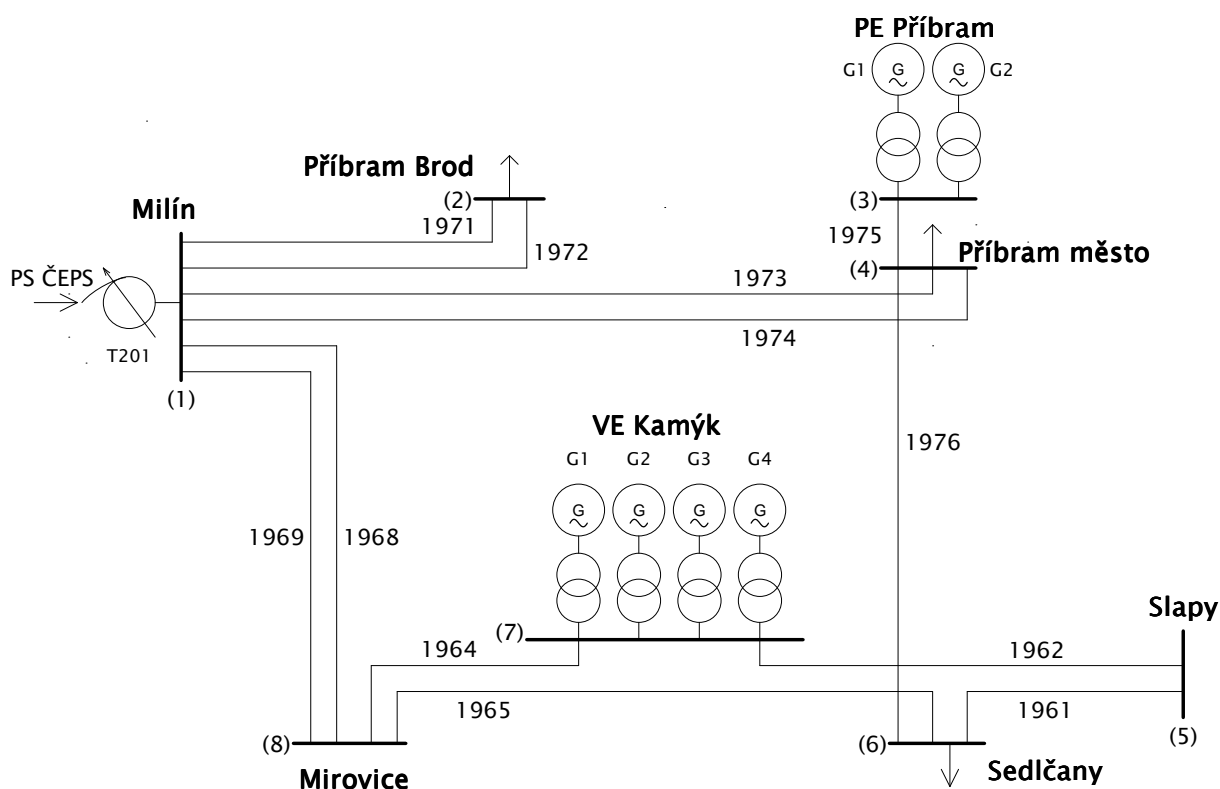 PE Příbram
G1
G
G
G2
Příbram Brod
(2)
(3)
Milín
1971
1975
1972
(4)
Příbram město
PS ČEPS
1973
T201
1974
(1)
VE Kamýk
1976
G1
G2
G3
G4
G
G
G
G
1969
1968
Slapy
(7)
1964
1962
1965
1961
(8)
(6)
(5)
Mirovice
Sedlčany